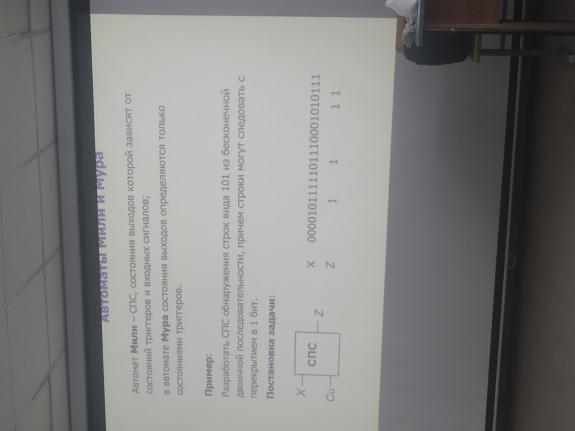 Автоматы Мили и Мура
Автомат Мили – СПС, состояния выходов которой зависят от
состояний триггеров и входных сигналов;
в автомате Мура состояния выходов определяются только
состояниями триггеров.
Пример:
Разработать СПС обнаружения строк вида 101 из бесконечной
двоичной последовательности, причем строки могут следовать с
перекрытием в 1 бит.
Постановка задачи:
X СПС Z
Cu
X 0000101111101110001010111
Z 1 1 1 1